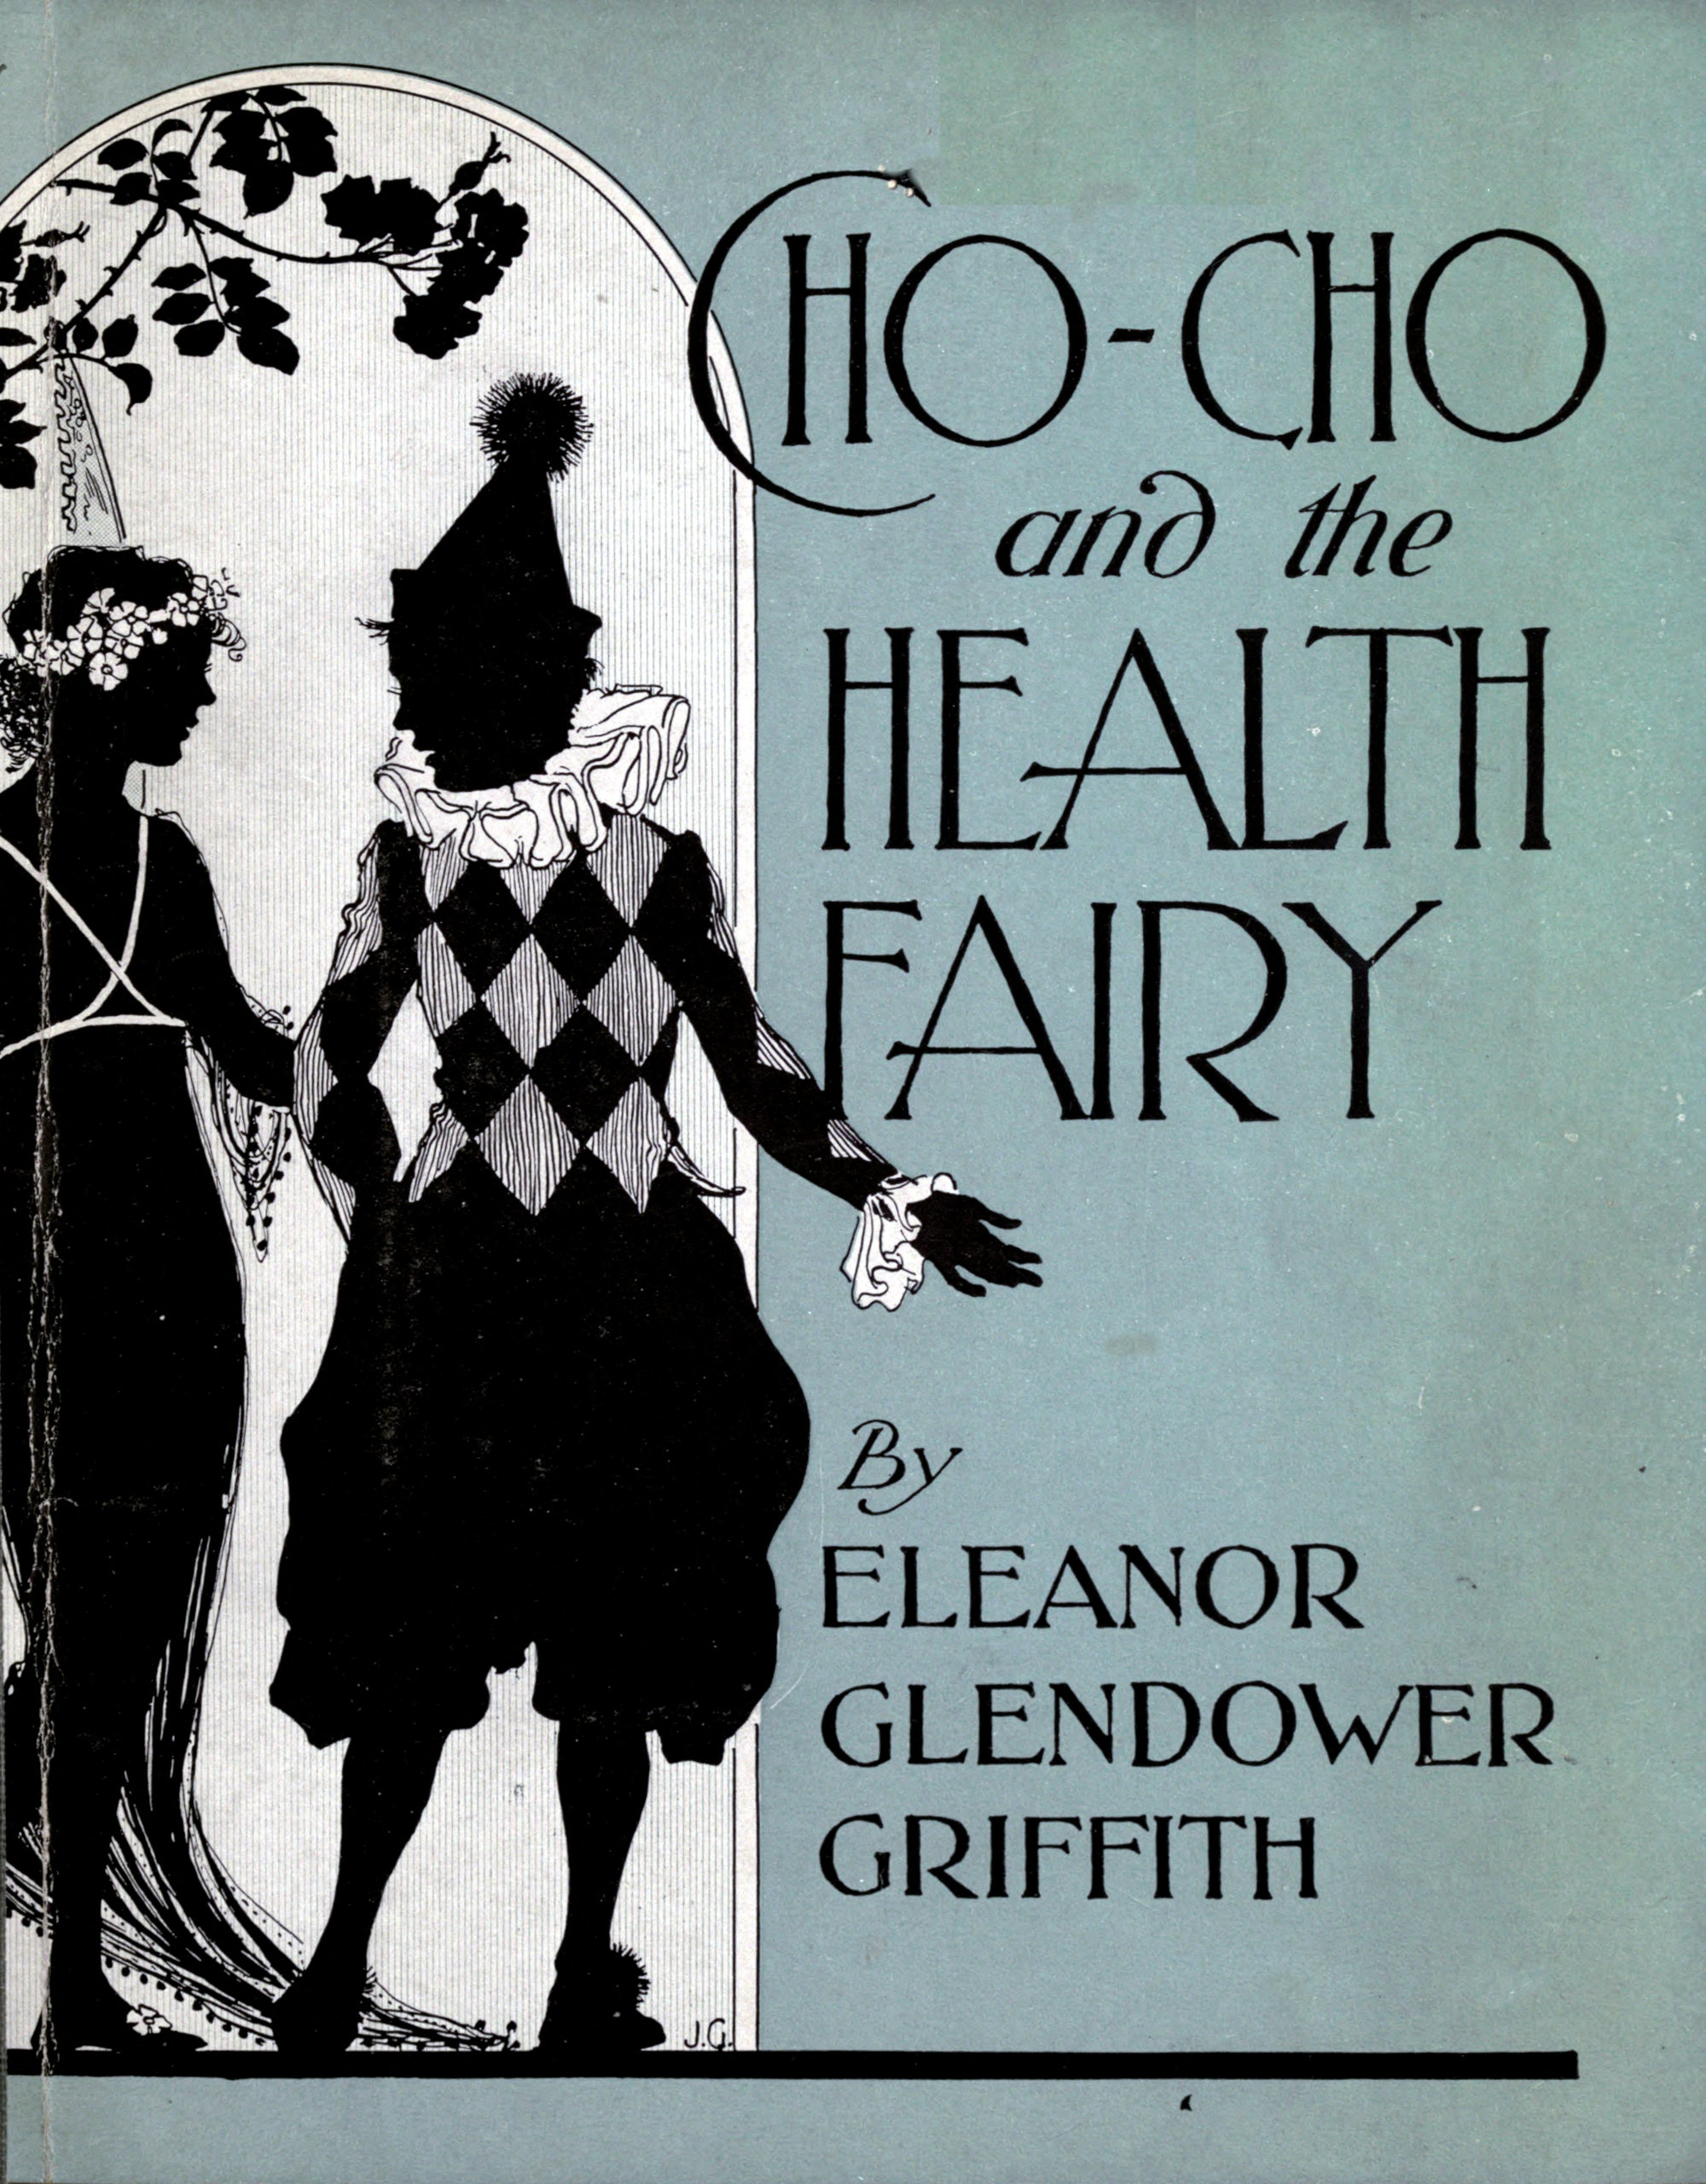 CHO-CHO
and the
HEALTH
FAIRY
By
ELEANOR
GLENDOWER
GRIFFITH
J.G.